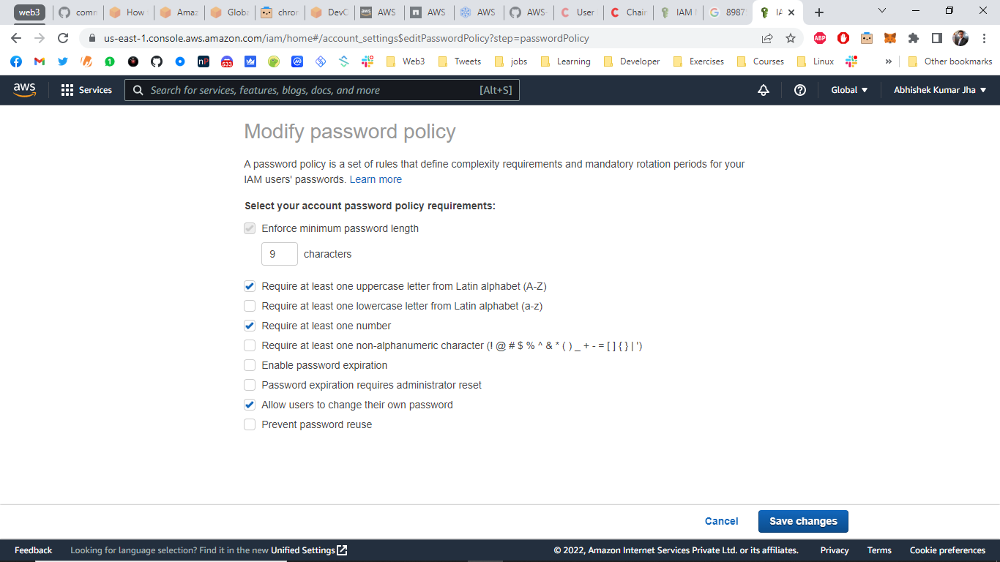 web3 comn How Amaz Globa chror DevC AWS AWS AWS AWS- User Chair IAM I 8987 IA
us-east-1.console.aws.amazon.com/iam/home#/account_settings$editPasswordPolicy?step=passwordPolicy ABP
1 nP 533 Web3 Tweets jobs Learning Developer Exercises Courses Linux » Other bookmarks
aws Services Search for services, features, blogs, docs, and more [Alt+S] Global Abhishek Kumar Jha
Modify password policy
A password policy is a set of rules that define complexity requirements and mandatory rotation periods for your
IAM users' passwords. Learn more
Select your account password policy requirements:
Enforce minimum password length
9 characters
Require at least one uppercase letter from Latin alphabet (A-Z)
Require at least one lowercase letter from Latin alphabet (a-z)
Require at least one number
Require at least one non-alphanumeric character (! @ # $ % ^ & * ( ) _ + - = [ ] { } | ')
Enable password expiration
Password expiration requires administrator reset
Allow users to change their own password
Prevent password reuse
Cancel Save changes
Feedback Looking for language selection? Find it in the new Unified Settings © 2022, Amazon Internet Services Private Ltd. or its affiliates. Privacy Terms Cookie preferences